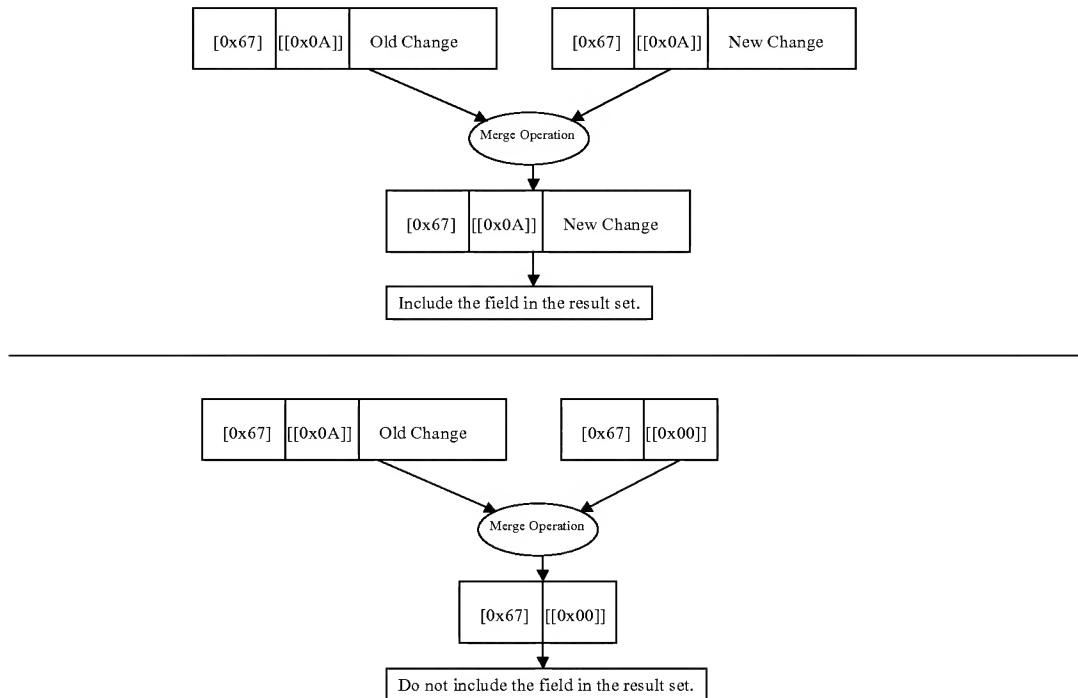 [0x67] [[0x0A]] Old Change [0x67] [[0x0A]] New Change
Merge Operation
[0x67] [[0x0A]] New Change
Include the field in the result set.
[0x67] [[0x0A]] Old Change [0x67] [[0x00]]
Merge Operation
[0x67] [[0x00]]
Do not include the field in the result set.